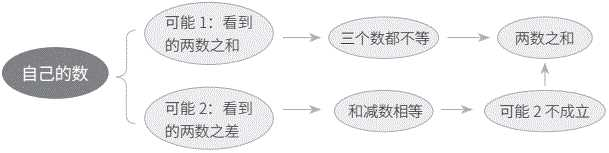 自己的数
可能 1：看到
的两数之和
三个数都不等
两数之和
可能 2：看到
的两数之差
和减数相等
可能 2 不成立